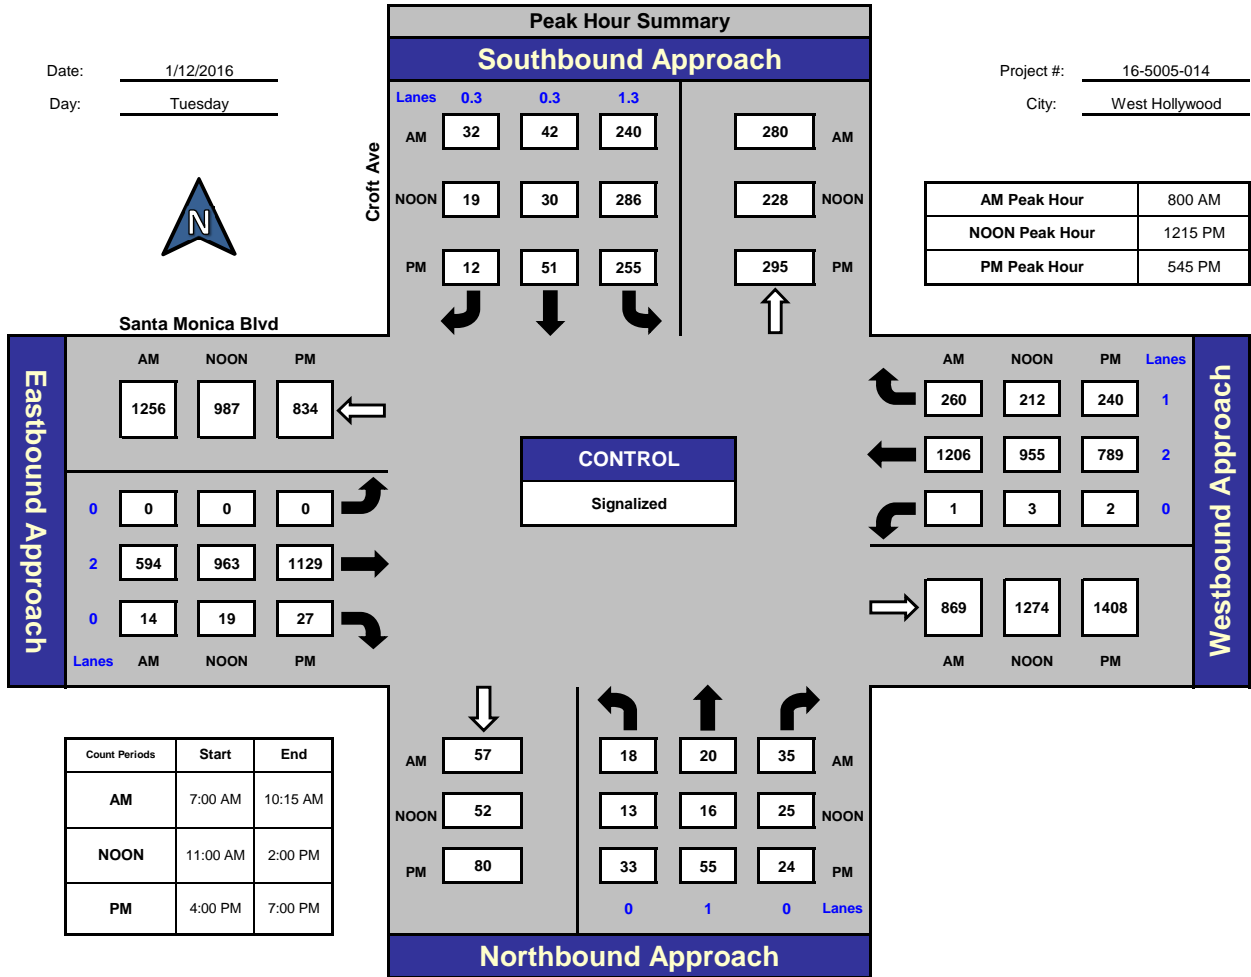 Peak Hour Summary
Southbound Approach
Date: 1/12/2016
Day: Tuesday
Project #: 16-5005-014
City: West Hollywood
N
Croft Ave
Lanes 0.3 0.3 1.3
AM 32 42 240 280 AM
NOON 19 30 286 228 NOON
PM 12 51 255 295 PM
AM Peak Hour 800 AM
NOON Peak Hour 1215 PM
PM Peak Hour 545 PM
Santa Monica Blvd
Eastbound Approach
AM NOON PM
1256 987 834
0 0 0 0
2 594 963 1129
0 14 19 27
Lanes AM NOON PM
CONTROL
Signalized
AM NOON PM Lanes
260 212 240 1
1206 955 789 2
1 3 2 0
869 1274 1408
AM NOON PM
Westbound Approach
Count Periods Start End
AM 7:00 AM 10:15 AM
NOON 11:00 AM 2:00 PM
PM 4:00 PM 7:00 PM
AM 57 18 20 35 AM
NOON 52 13 16 25 NOON
PM 80 33 55 24 PM
0 1 0 Lanes
Northbound Approach